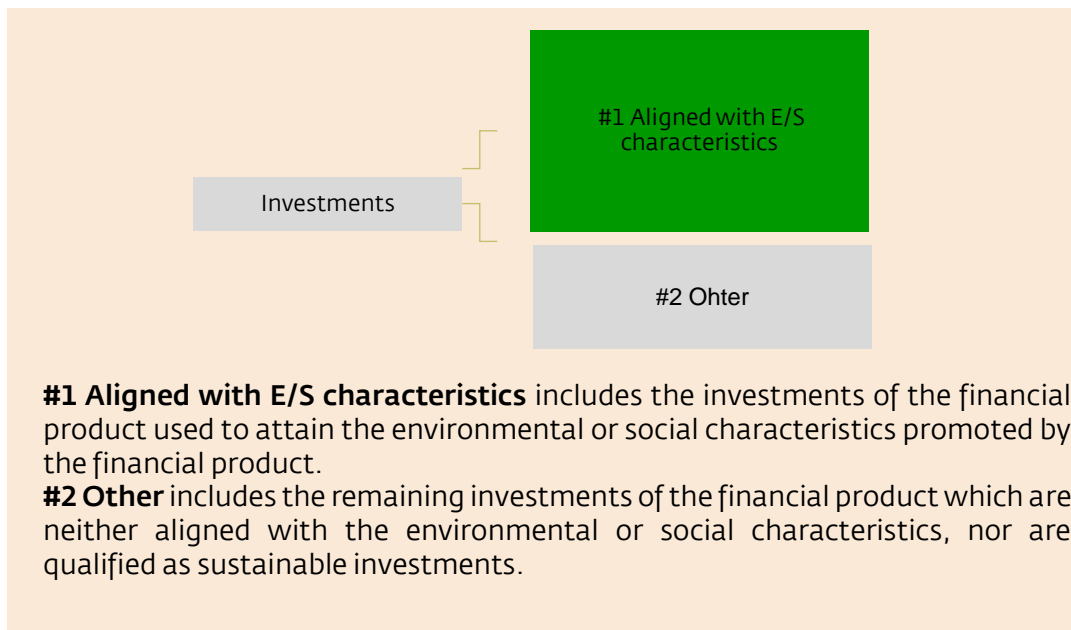 #1 Aligned with E/S
characteristics
Investments
#2 Ohter
#1 Aligned with E/S characteristics includes the investments of the financial
product used to attain the environmental or social characteristics promoted by
the financial product.
#2 Other includes the remaining investments of the financial product which are
neither aligned with the environmental or social characteristics, nor are
qualified as sustainable investments.